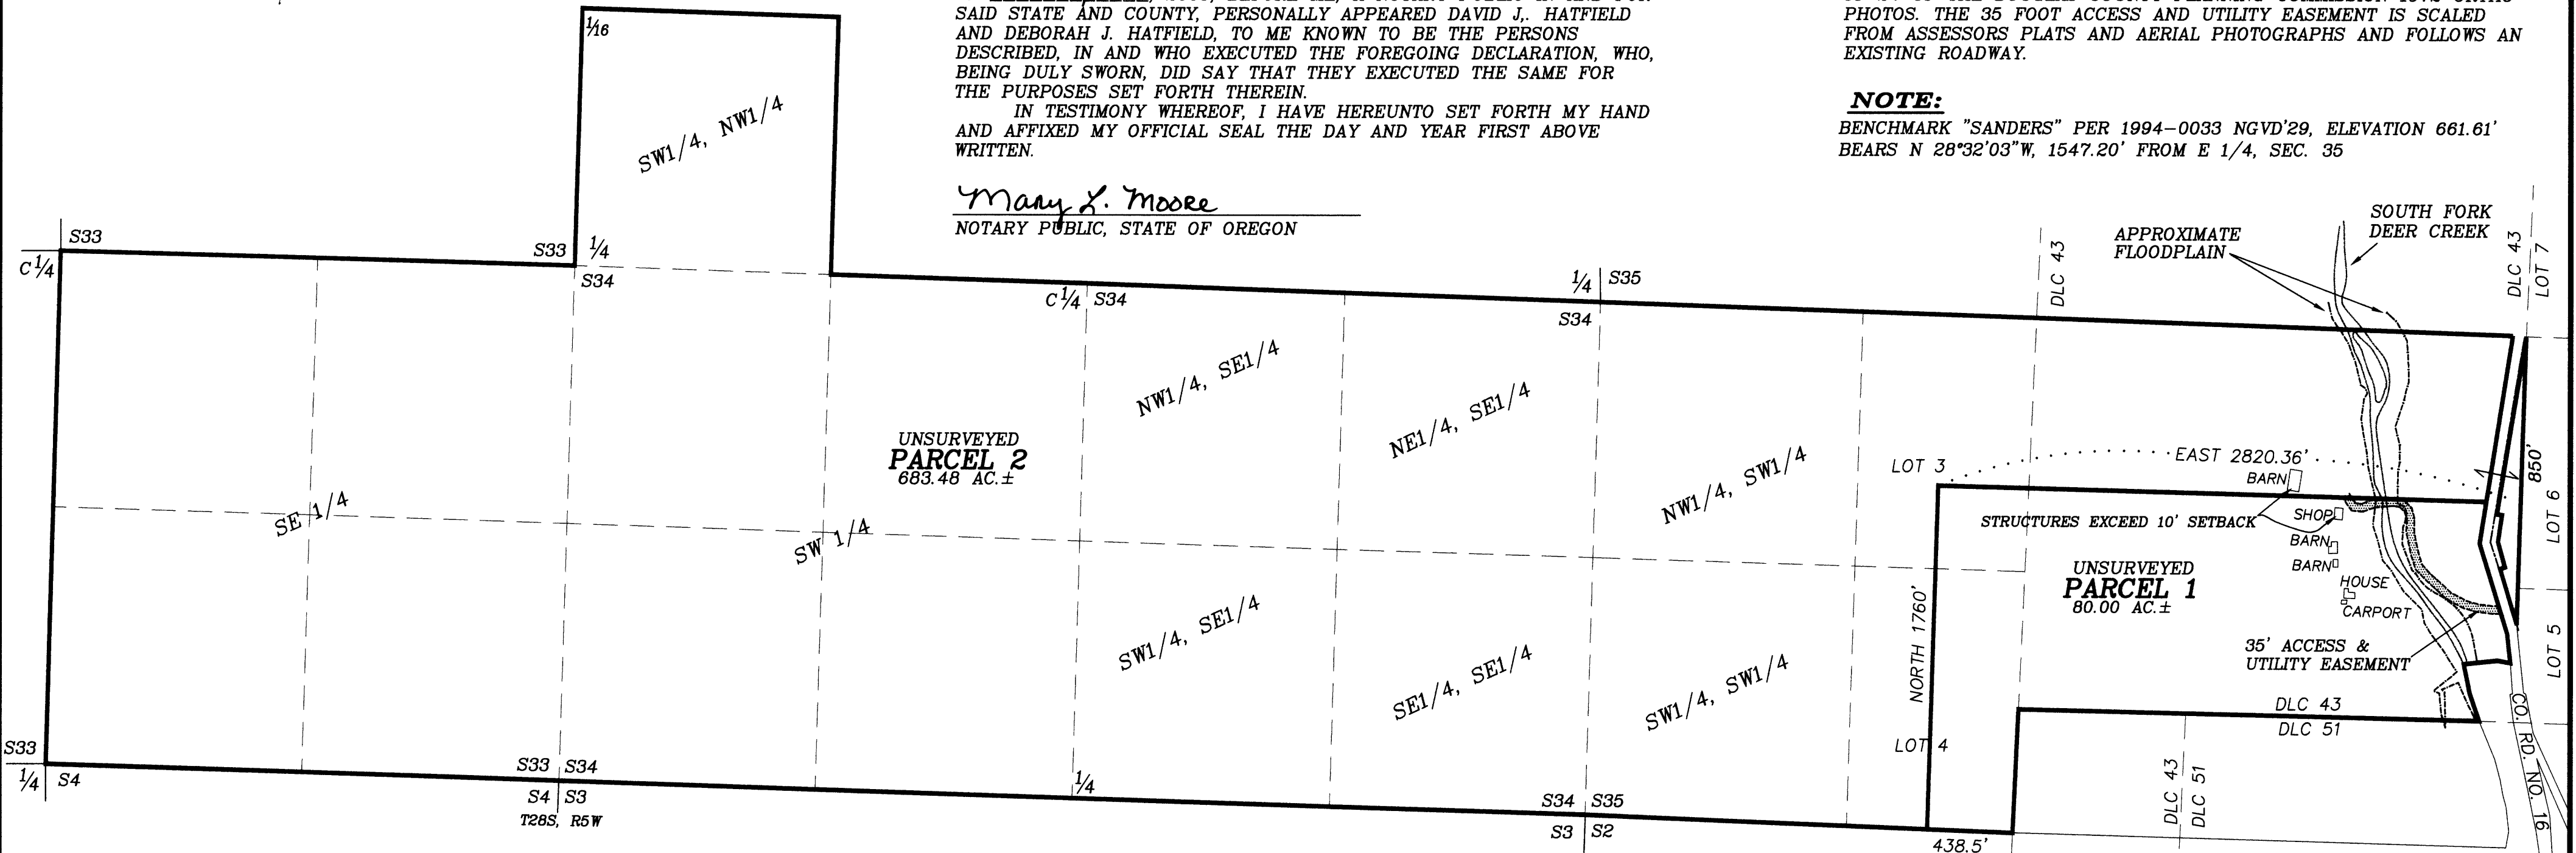 SAID STATE AND COUNTY, PERSONALLY APPEARED DAVID J,. HATFIELD
AND DEBORAH J. HATFIELD, TO ME KNOWN TO BE THE PERSONS
DESCRIBED, IN AND WHO EXECUTED THE FOREGOING DECLARATION, WHO,
BEING DULY SWORN, DID SAY THAT THEY EXECUTED THE SAME FOR
THE PURPOSES SET FORTH THEREIN.
IN TESTIMONY WHEREOF, I HAVE HEREUNTO SET FORTH MY HAND
AND AFFIXED MY OFFICIAL SEAL THE DAY AND YEAR FIRST ABOVE
WRITTEN.
Mary L. Moore
NOTARY PUBLIC, STATE OF OREGON
PHOTOS. THE 35 FOOT ACCESS AND UTILITY EASEMENT IS SCALED
FROM ASSESSORS PLATS AND AERIAL PHOTOGRAPHS AND FOLLOWS AN
EXISTING ROADWAY.
NOTE:
BENCHMARK "SANDERS" PER 1994-0033 NGVD'29, ELEVATION 661.61'
BEARS N 28°32'03"W, 1547.20' FROM E 1/4, SEC. 35
1/16
SW1/4, NW1/4
S33
C 1/4
S33
1/4
S34
C 1/4
S34
1/4
S35
S34
DLC 43
APPROXIMATE
FLOODPLAIN
SOUTH FORK
DEER CREEK
DLC 43
LOT 7
NW1/4, SE1/4
NE1/4, SE1/4
NW1/4, SW1/4
UNSURVEYED
PARCEL 2
683.48 AC.±
SE 1/4
SW 1/4
LOT 3
EAST 2820.36'
BARN
850'
LOT 6
STRUCTURES EXCEED 10' SETBACK
SHOP
BARN
BARN
HOUSE
CARPORT
UNSURVEYED
PARCEL 1
80.00 AC.±
NORTH 1760'
SW1/4, SE1/4
SE1/4, SE1/4
SW1/4, SW1/4
35' ACCESS &
UTILITY EASEMENT
LOT 5
DLC 43
DLC 51
LOT 4
CO. RD. NO. 16
DLC 43
DLC 51
S33
1/4
S4
S33
S34
S4
S3
T28S, R5W
1/4
S34
S35
S3
S2
438.5'